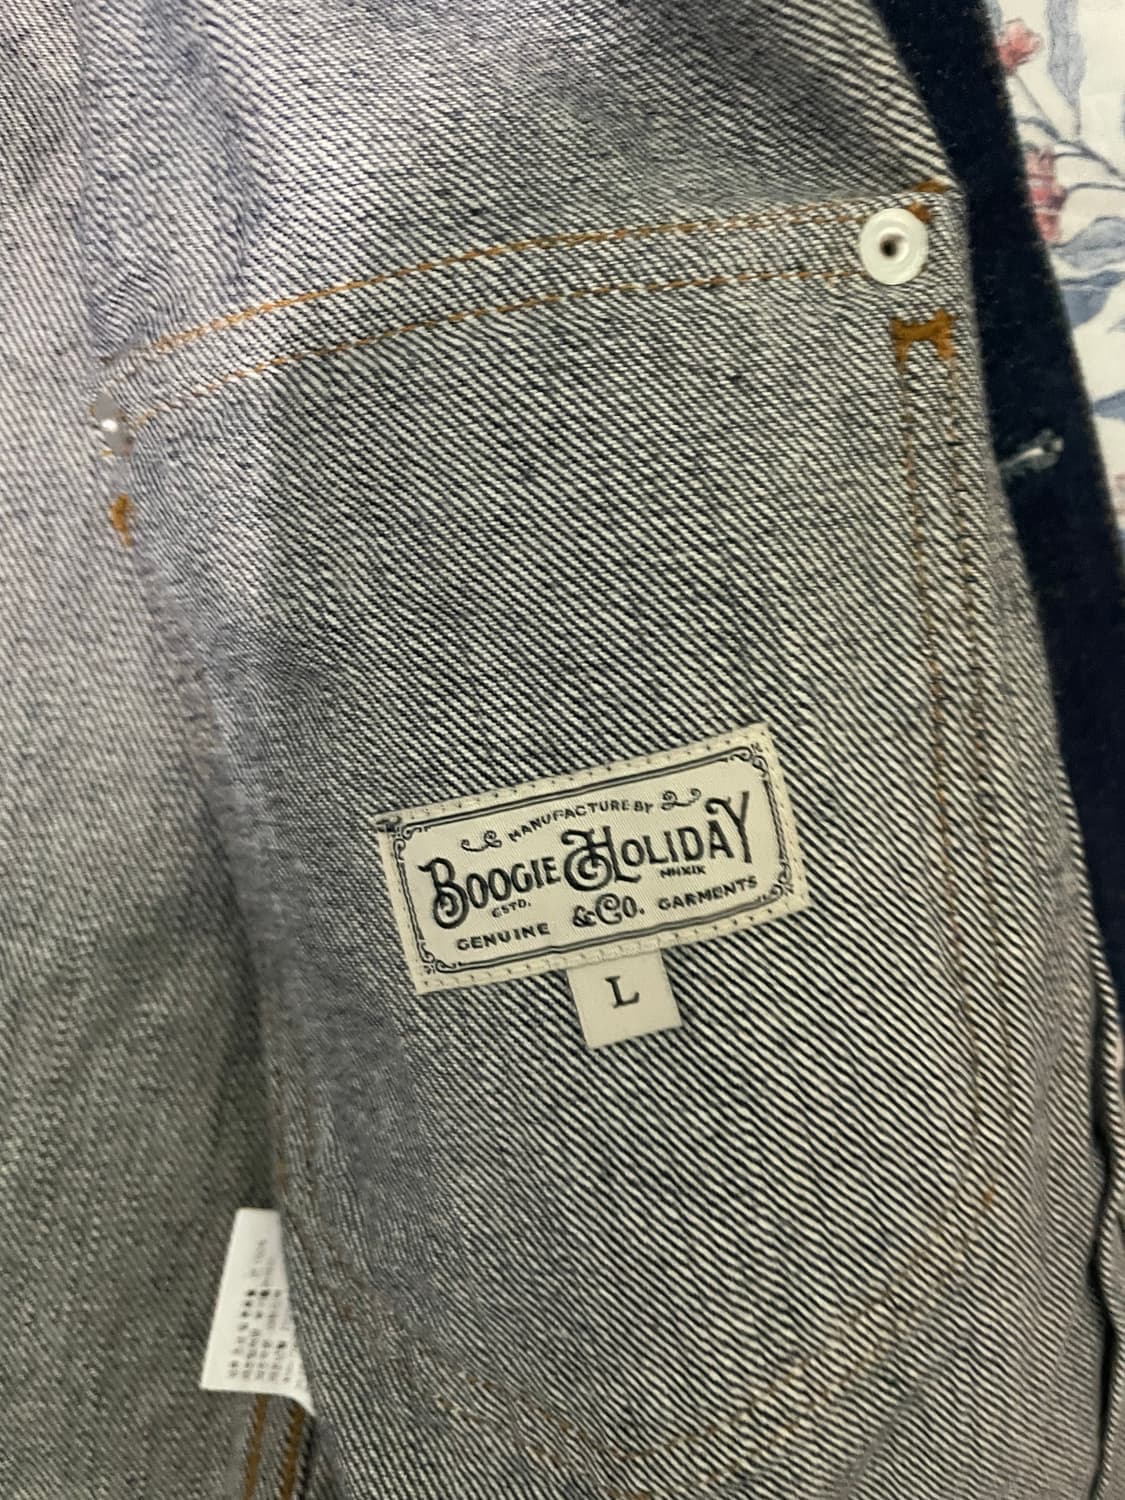 MANUFACTURE BY
BOOGIE HOLIDAY
ESTD. MMXIX
GENUINE &CO. GARMENTS
L